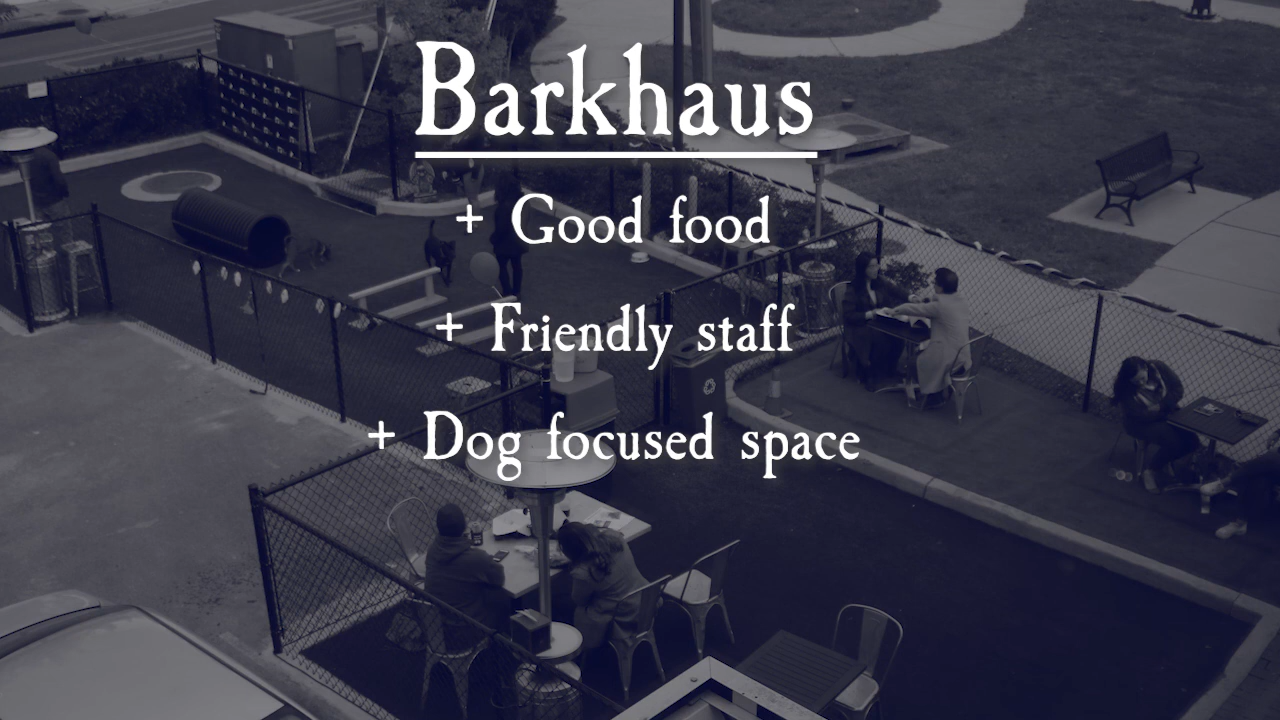 Barkhaus
+ Good food
+ Friendly staff
+ Dog focused space